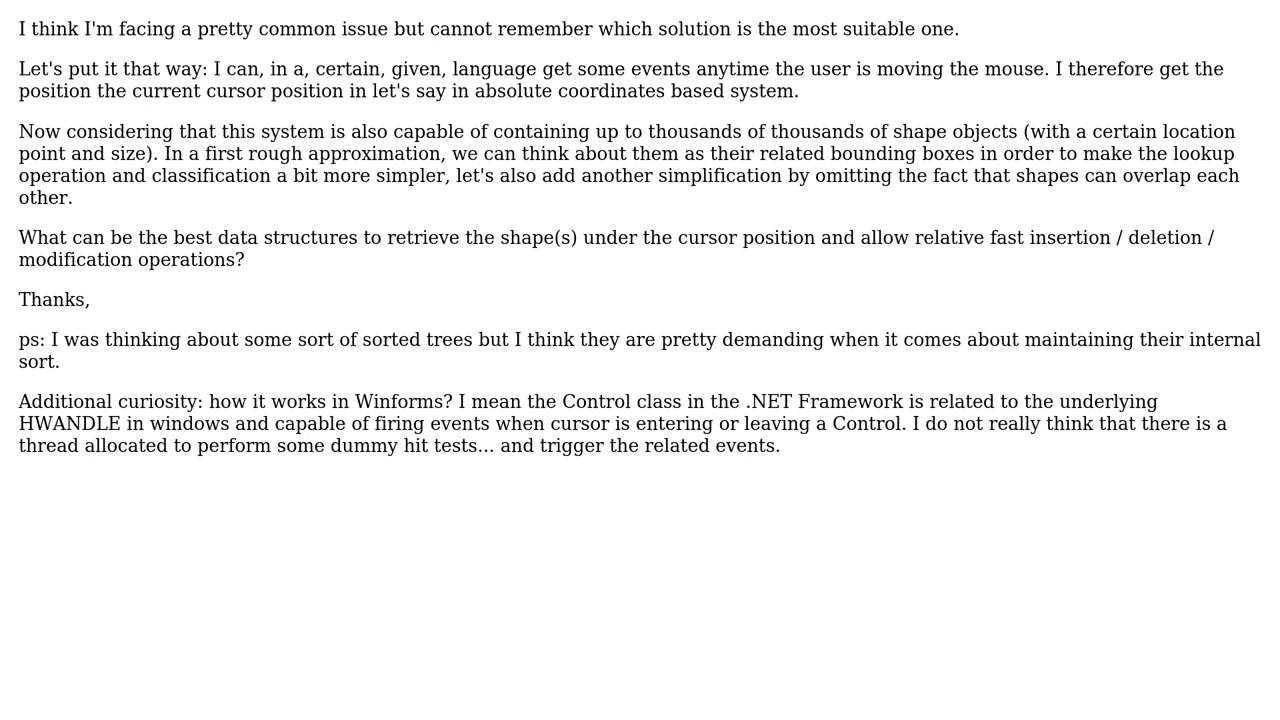 I think I'm facing a pretty common issue but cannot remember which solution is the most suitable one.
Let's put it that way: I can, in a, certain, given, language get some events anytime the user is moving the mouse. I therefore get the
position the current cursor position in let's say in absolute coordinates based system.
Now considering that this system is also capable of containing up to thousands of thousands of shape objects (with a certain location
point and size). In a first rough approximation, we can think about them as their related bounding boxes in order to make the lookup
operation and classification a bit more simpler, let's also add another simplification by omitting the fact that shapes can overlap each
other.
What can be the best data structures to retrieve the shape(s) under the cursor position and allow relative fast insertion / deletion /
modification operations?
Thanks,
ps: I was thinking about some sort of sorted trees but I think they are pretty demanding when it comes about maintaining their internal
sort.
Additional curiosity: how it works in Winforms? I mean the Control class in the .NET Framework is related to the underlying
HWANDLE in windows and capable of firing events when cursor is entering or leaving a Control. I do not really think that there is a
thread allocated to perform some dummy hit tests... and trigger the related events.